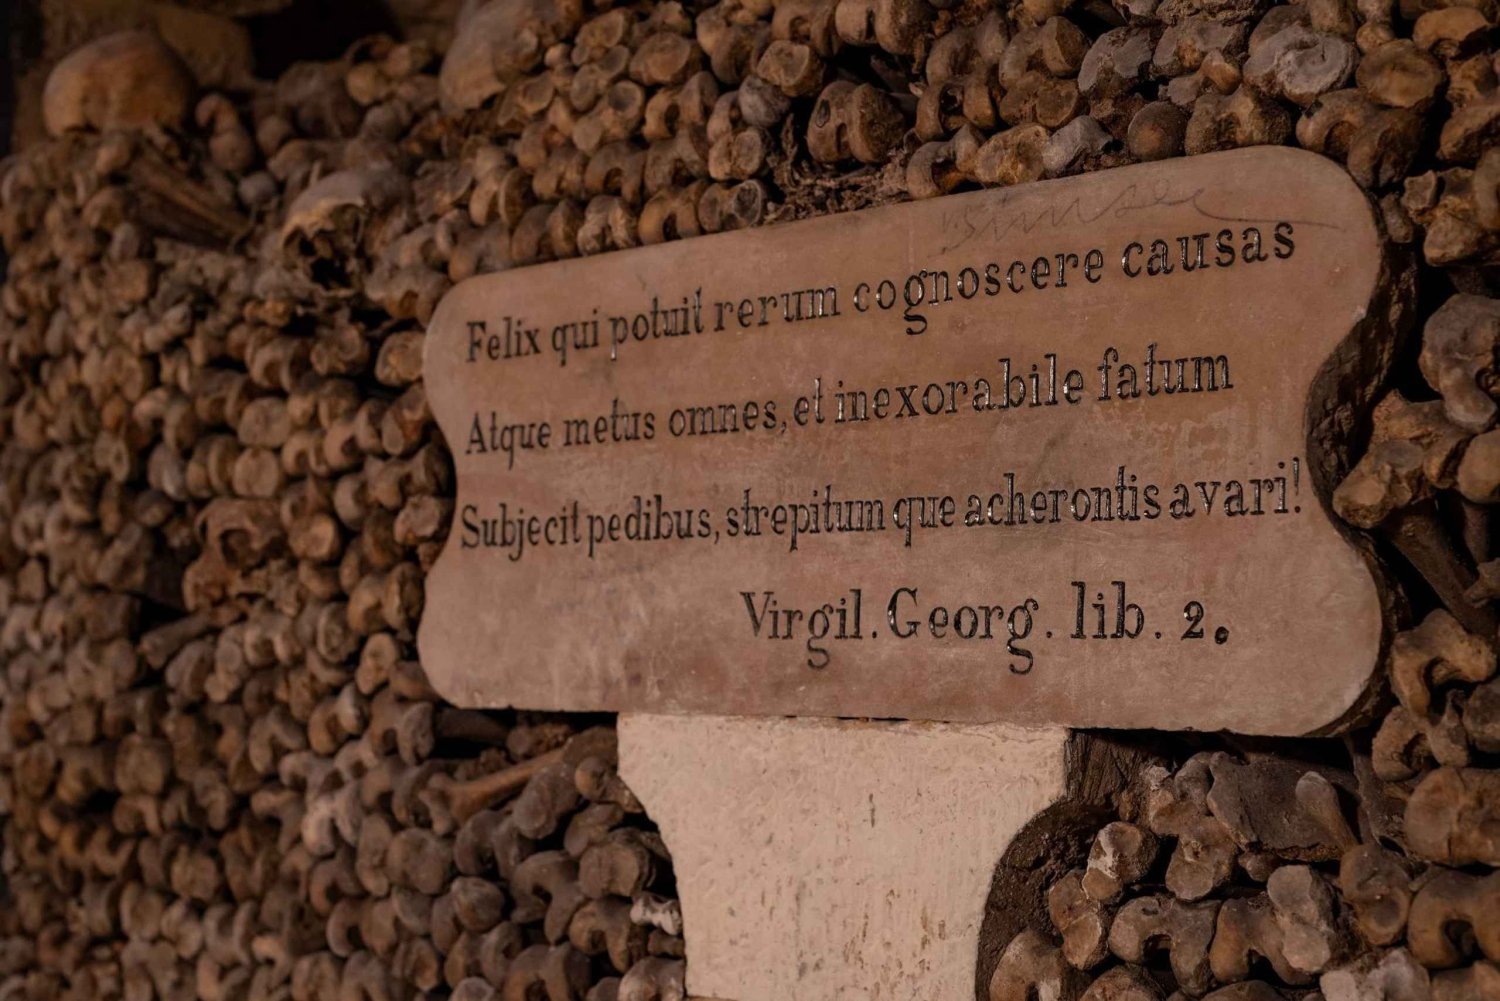 Felix qui potuit rerum cognoscere causas
Atque metus omnes, et inexorabile fatum
Subjecit pedibus, strepitum que acherontis avari!
Virgil. Georg. lib. 2.